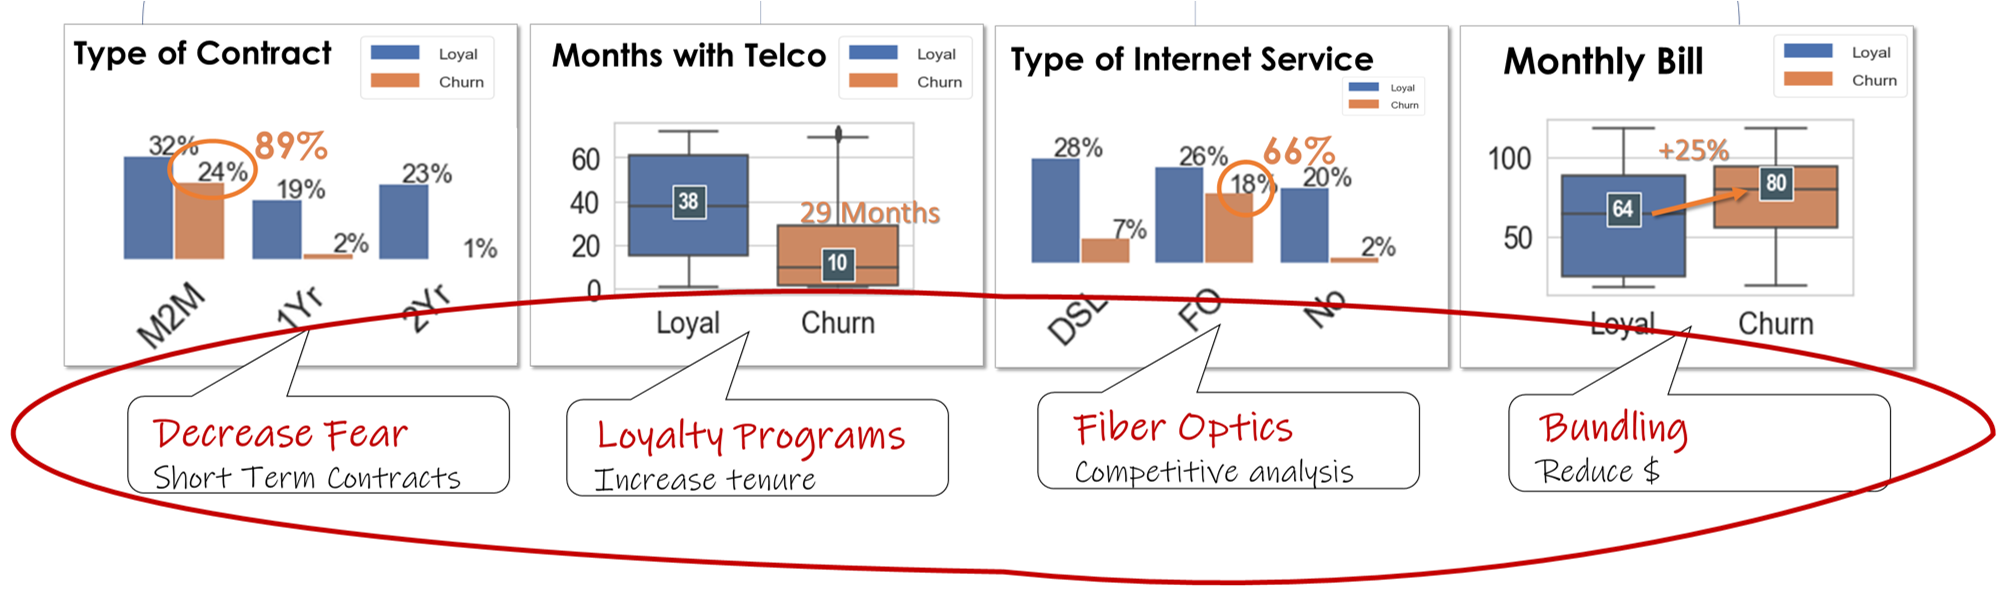 Type of Contract
Loyal
Churn
32%
24%
89%
19%
2%
23%
1%
M2M
1Yr
2Yr
Months with Telco
Loyal
Churn
60
40
20
0
38
29 Months
10
Loyal
Churn
Type of Internet Service
Loyal
Churn
28%
7%
26%
18%
66%
20%
2%
DSL
FO
No
Monthly Bill
Loyal
Churn
100
50
+25%
64
80
Loyal
Churn
Decrease Fear
Short Term Contracts
Loyalty Programs
Increase tenure
Fiber Optics
Competitive analysis
Bundling
Reduce $